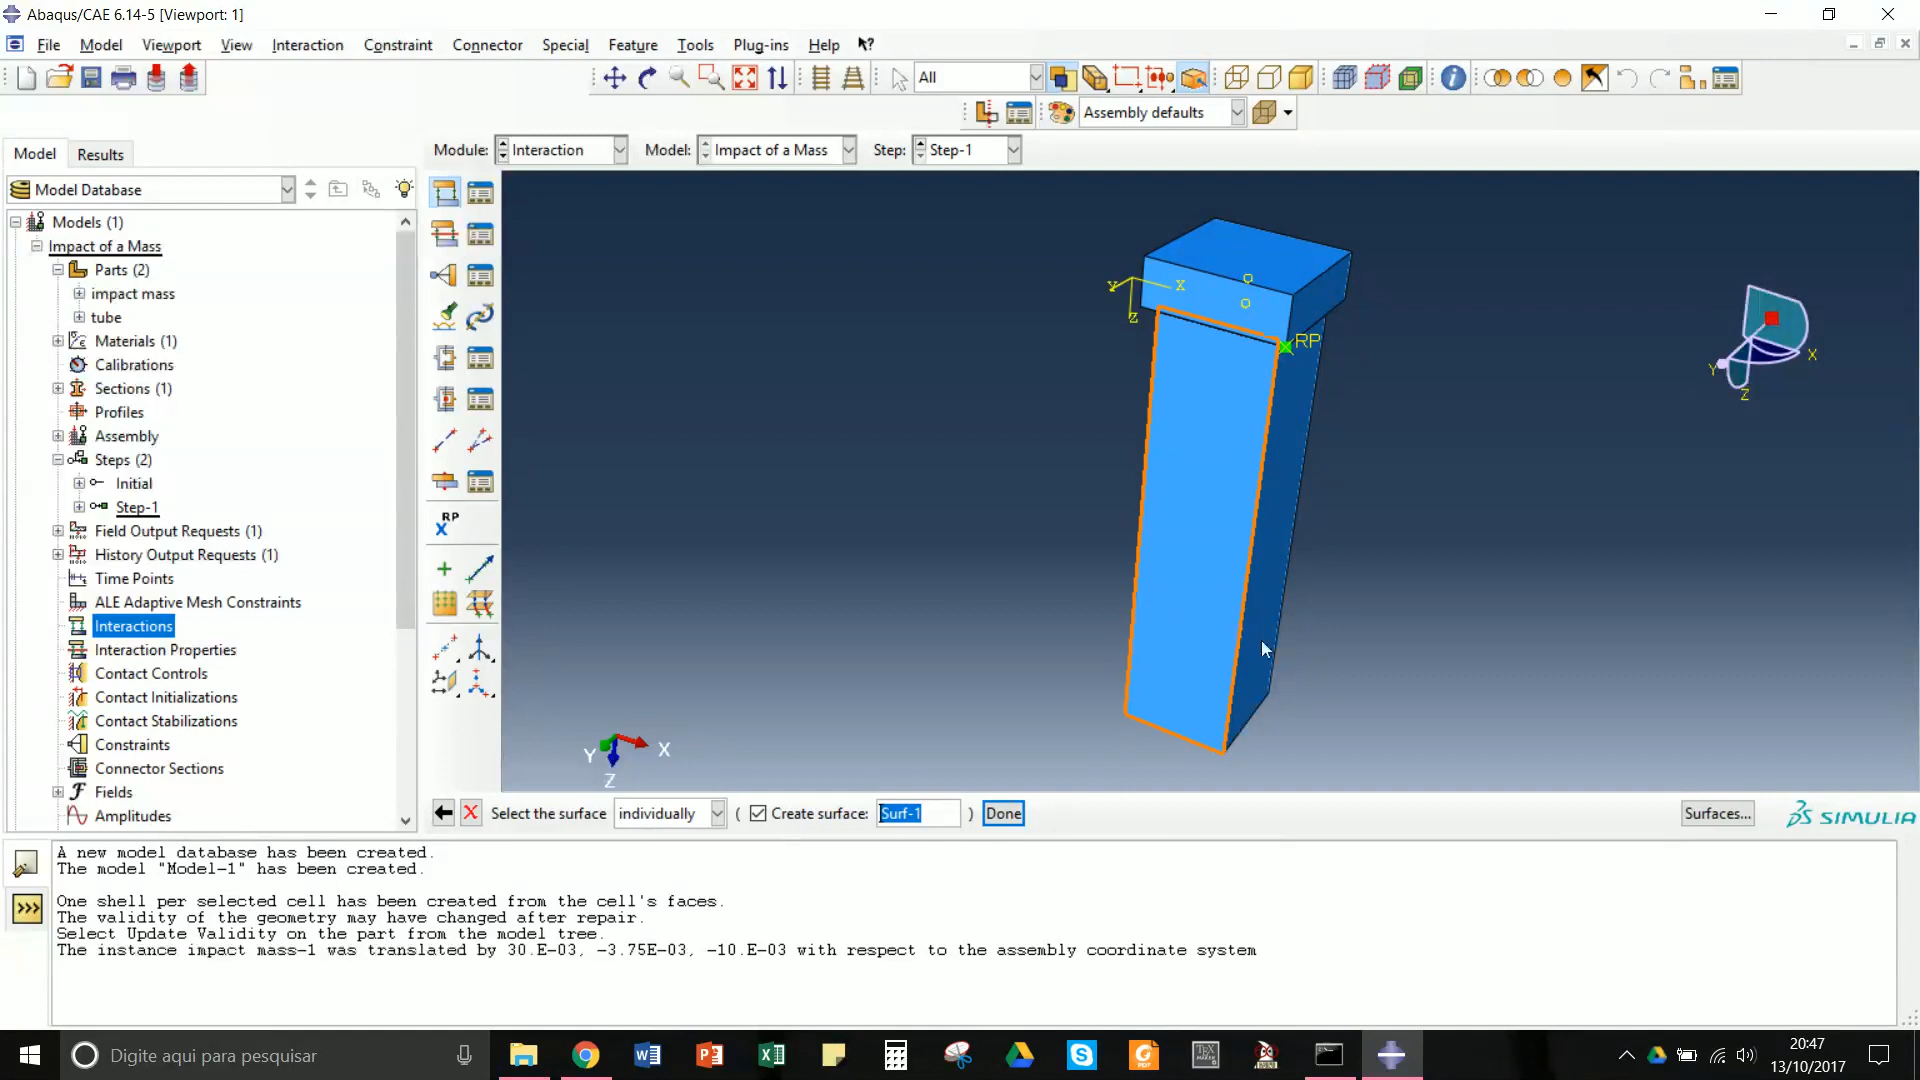 Abaqus/CAE 6.14-5 [Viewport: 1]
File Model Viewport View Interaction Constraint Connector Special Feature Tools Plug-ins Help
All
Assembly defaults
Model Results
Module: Interaction Model: Impact of a Mass Step: Step-1
Model Database
Models (1)
Impact of a Mass
Parts (2)
impact mass
tube
Materials (1)
Calibrations
Sections (1)
Profiles
Assembly
Steps (2)
Initial
Step-1
Field Output Requests (1)
History Output Requests (1)
Time Points
ALE Adaptive Mesh Constraints
Interactions
Interaction Properties
Contact Controls
Contact Initializations
Contact Stabilizations
Constraints
Connector Sections
Fields
Amplitudes
RP
Y X
Z
RP
X
Y
Z
Y X
Z
Select the surface individually ( Create surface: Surf-1 ) Done Surfaces... SIMULIA
A new model database has been created.
The model "Model-1" has been created.
One shell per selected cell has been created from the cell's faces.
The validity of the geometry may have changed after repair.
Select Update Validity on the part from the model tree.
The instance impact mass-1 was translated by 30.E-03, -3.75E-03, -10.E-03 with respect to the assembly coordinate system
Digite aqui para pesquisar
20:47
13/10/2017